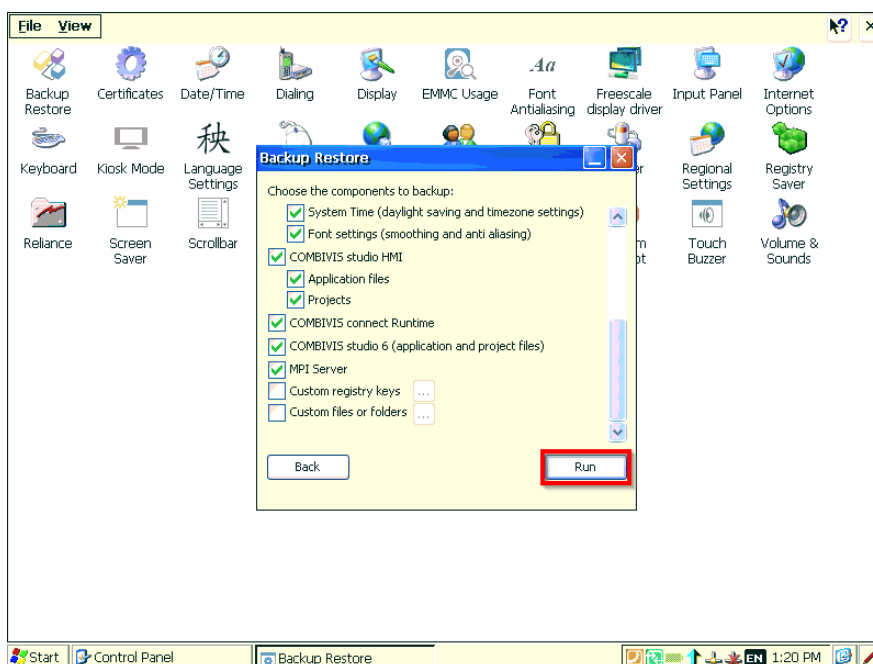 File View
Backup Restore
Certificates
Date/Time
Dialing
Display
EMMC Usage
Aa
Font Antialiasing
Freescale display driver
Input Panel
Internet Options
Keyboard
Kiosk Mode
秧
Language Settings
Regional Settings
Registry Saver
Reliance
Screen Saver
Scrollbar
Touch Buzzer
Volume & Sounds
Backup Restore
Choose the components to backup:
System Time (daylight saving and timezone settings)
Font settings (smoothing and anti aliasing)
COMBIVIS studio HMI
Application files
Projects
COMBIVIS connect Runtime
COMBIVIS studio 6 (application and project files)
MPI Server
Custom registry keys ...
Custom files or folders ...
Back
Run
Start
Control Panel
Backup Restore
EN 1:20 PM